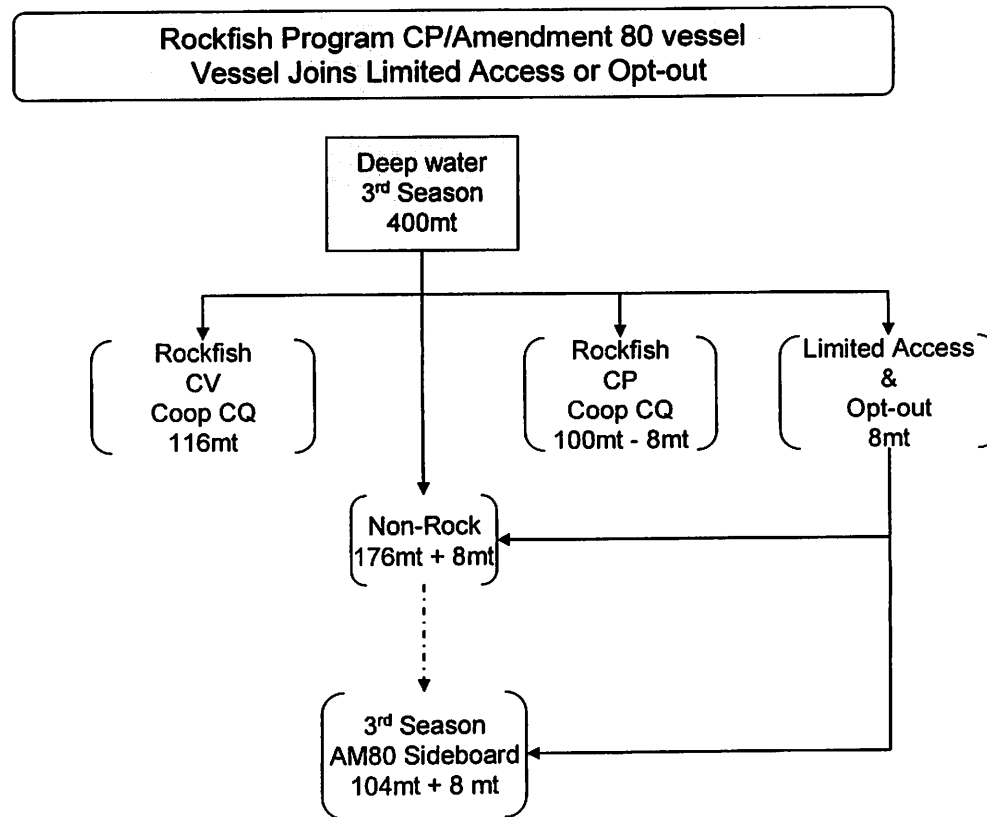 Rockfish Program CP/Amendment 80 vessel
Vessel Joins Limited Access or Opt-out
Deep water
3rd Season
400mt
Rockfish
CV
Coop CQ
116mt
Rockfish
CP
Coop CQ
100mt - 8mt
Limited Access
&
Opt-out
8mt
Non-Rock
176mt + 8mt
3rd Season
AM80 Sideboard
104mt + 8 mt